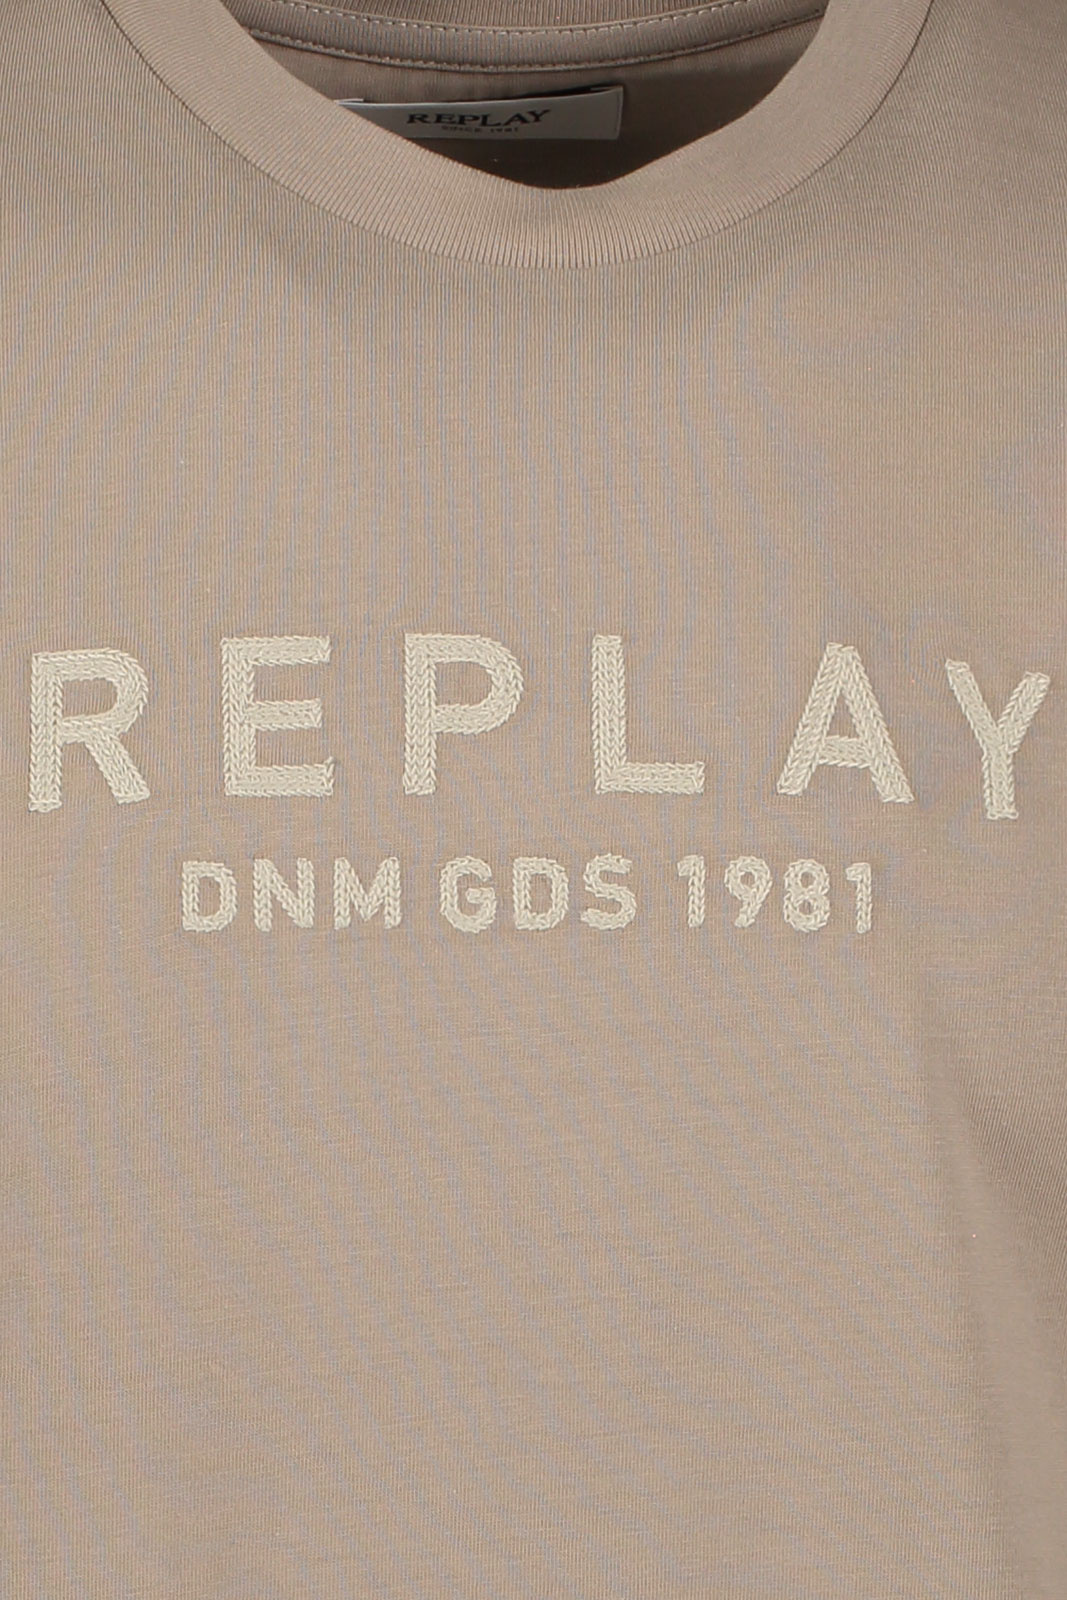 REPLAY
SINCE 1981
REPLAY
DNM GDS 1981